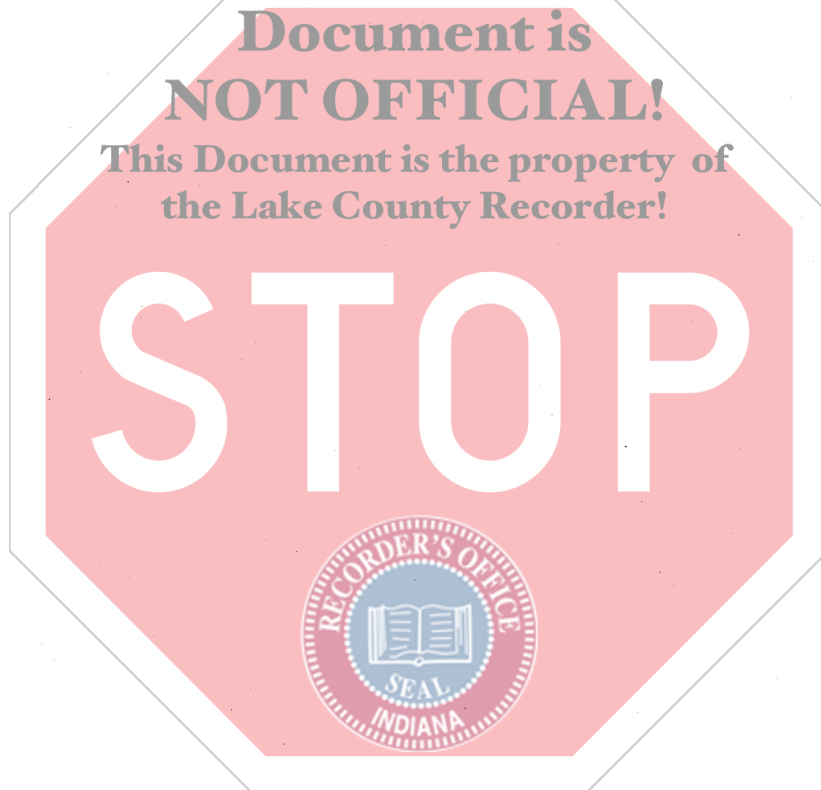 Document is
NOT OFFICIAL!
This Document is the property of
the Lake County Recorder!
STOP
RECORDER'S OFFICE
SEAL
INDIANA